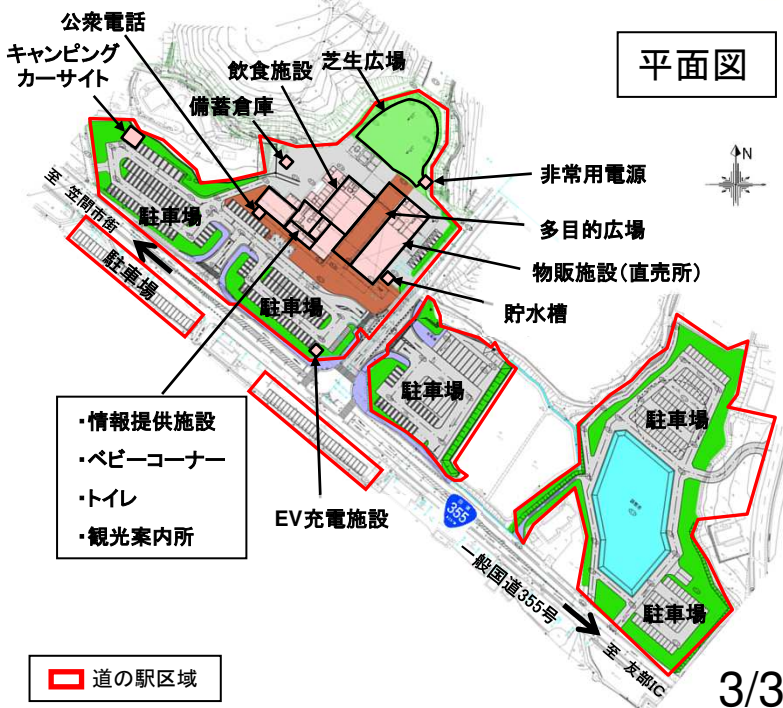 公衆電話
キャンピング
カーサイト
飲食施設
芝生広場
備蓄倉庫
平面図
N
非常用電源
多目的広場
物販施設(直売所)
貯水槽
至 笠間市街
駐車場
駐車場
駐車場
駐車場
駐車場
駐車場
・情報提供施設
・ベビーコーナー
・トイレ
・観光案内所
EV充電施設
355
一般国道355号
至 友部IC
道の駅区域
3/3